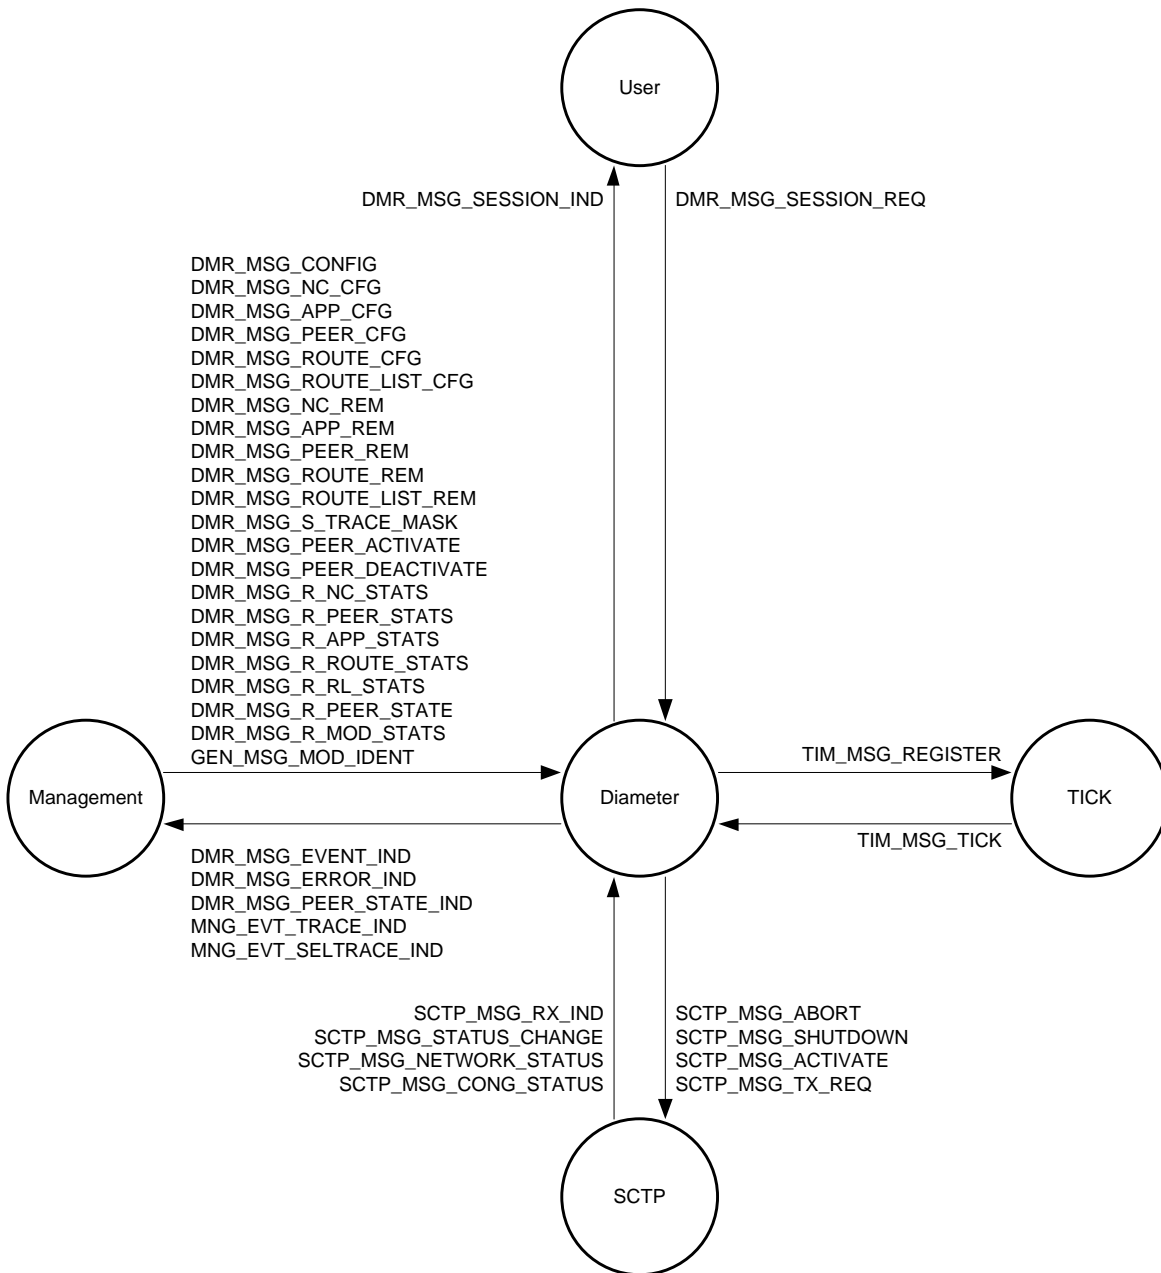 User
DMR_MSG_SESSION_IND
DMR_MSG_SESSION_REQ
DMR_MSG_CONFIG
DMR_MSG_NC_CFG
DMR_MSG_APP_CFG
DMR_MSG_PEER_CFG
DMR_MSG_ROUTE_CFG
DMR_MSG_ROUTE_LIST_CFG
DMR_MSG_NC_REM
DMR_MSG_APP_REM
DMR_MSG_PEER_REM
DMR_MSG_ROUTE_REM
DMR_MSG_ROUTE_LIST_REM
DMR_MSG_S_TRACE_MASK
DMR_MSG_PEER_ACTIVATE
DMR_MSG_PEER_DEACTIVATE
DMR_MSG_R_NC_STATS
DMR_MSG_R_PEER_STATS
DMR_MSG_R_APP_STATS
DMR_MSG_R_ROUTE_STATS
DMR_MSG_R_RL_STATS
DMR_MSG_R_PEER_STATE
DMR_MSG_R_MOD_STATS
GEN_MSG_MOD_IDENT
TIM_MSG_REGISTER
Management
Diameter
TICK
TIM_MSG_TICK
DMR_MSG_EVENT_IND
DMR_MSG_ERROR_IND
DMR_MSG_PEER_STATE_IND
MNG_EVT_TRACE_IND
MNG_EVT_SELTRACE_IND
SCTP_MSG_RX_IND
SCTP_MSG_STATUS_CHANGE
SCTP_MSG_NETWORK_STATUS
SCTP_MSG_CONG_STATUS
SCTP_MSG_ABORT
SCTP_MSG_SHUTDOWN
SCTP_MSG_ACTIVATE
SCTP_MSG_TX_REQ
SCTP